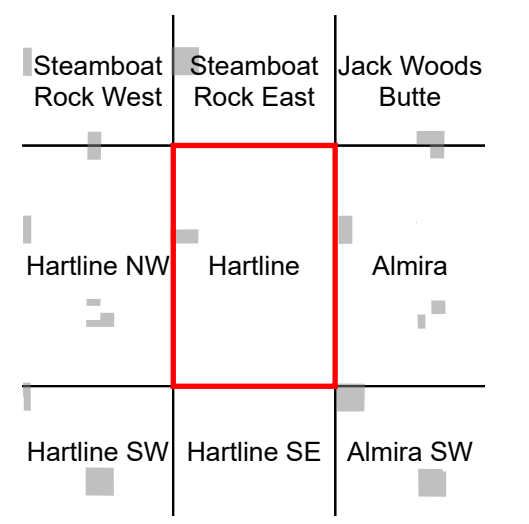 Steamboat Rock West
Steamboat Rock East
Jack Woods Butte
Hartline NW
Hartline
Almira
Hartline SW
Hartline SE
Almira SW